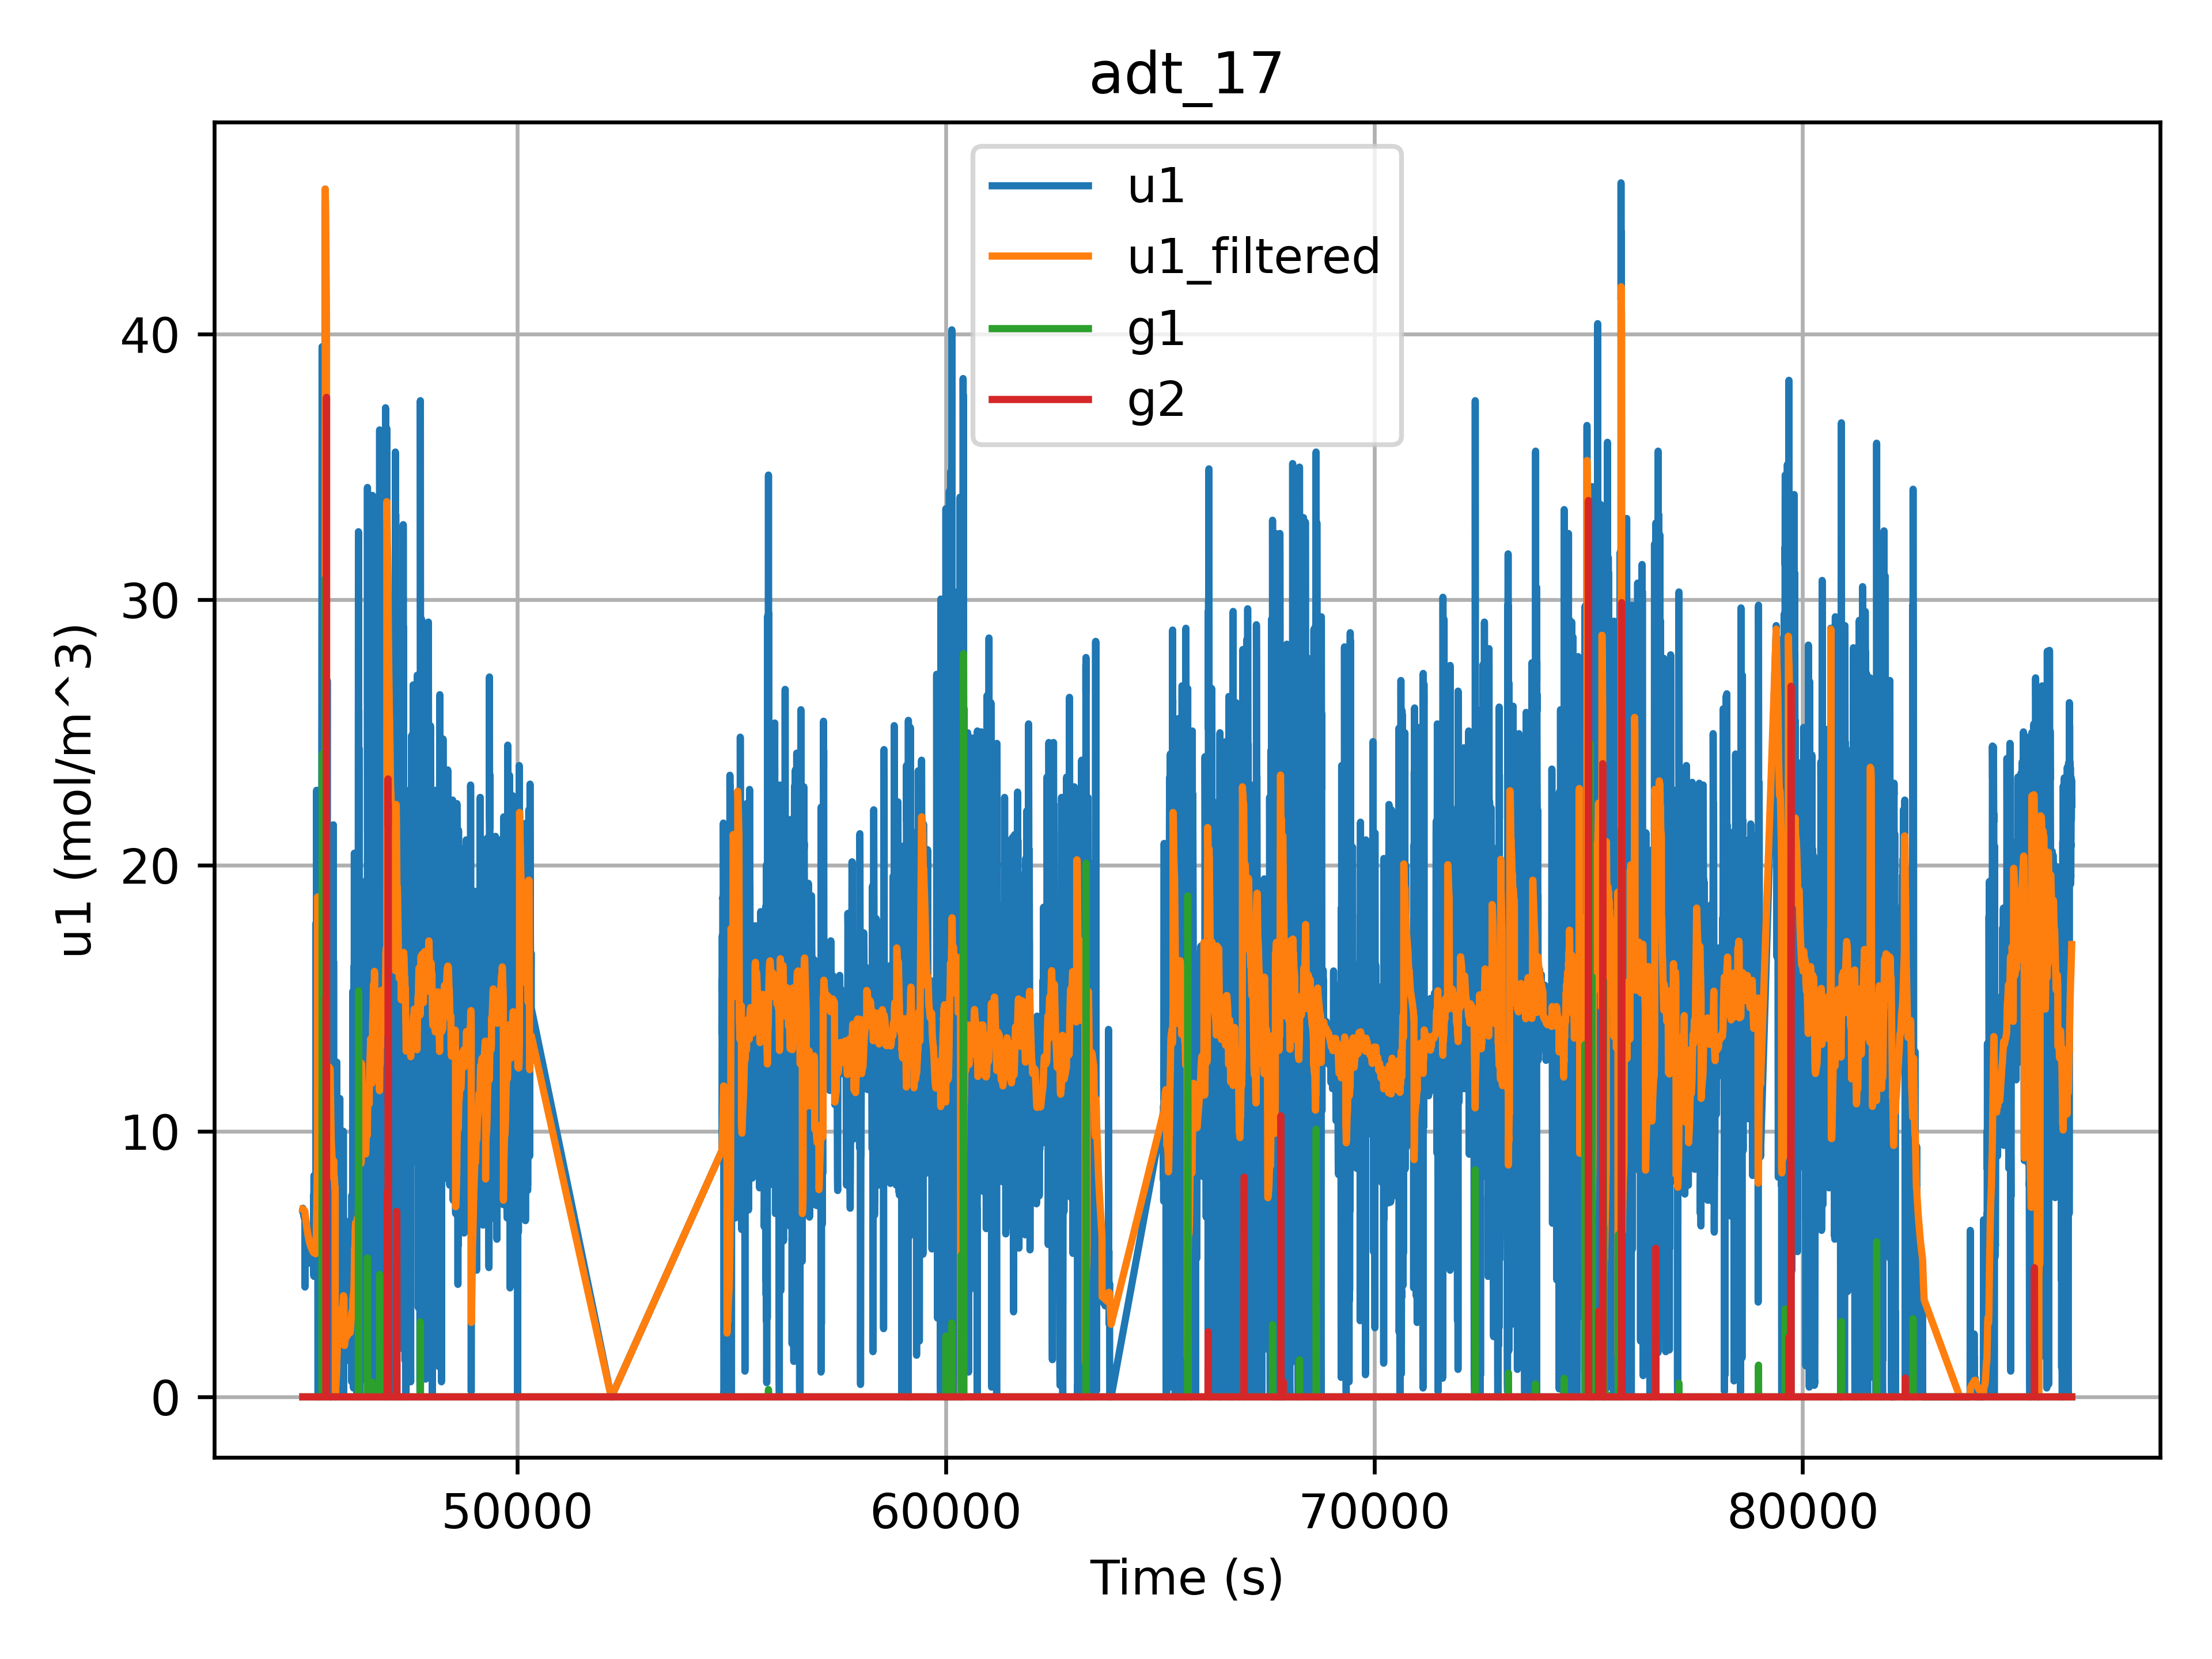 adt_17
u1
u1_filtered
g1
g2
40
30
20
10
0
u1 (mol/m^3)
50000
60000
70000
80000
Time (s)